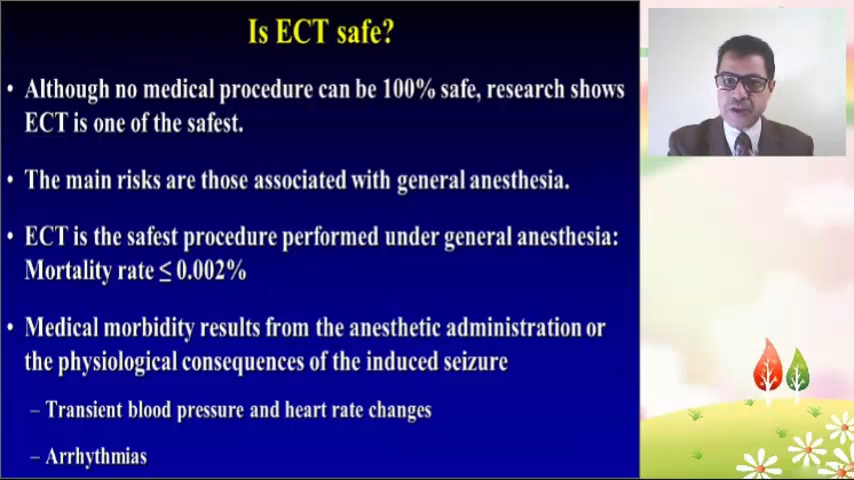 Is ECT safe?
• Although no medical procedure can be 100% safe, research shows
ECT is one of the safest.
• The main risks are those associated with general anesthesia.
• ECT is the safest procedure performed under general anesthesia:
Mortality rate ≤ 0.002%
• Medical morbidity results from the anesthetic administration or
the physiological consequences of the induced seizure
– Transient blood pressure and heart rate changes
– Arrhythmias